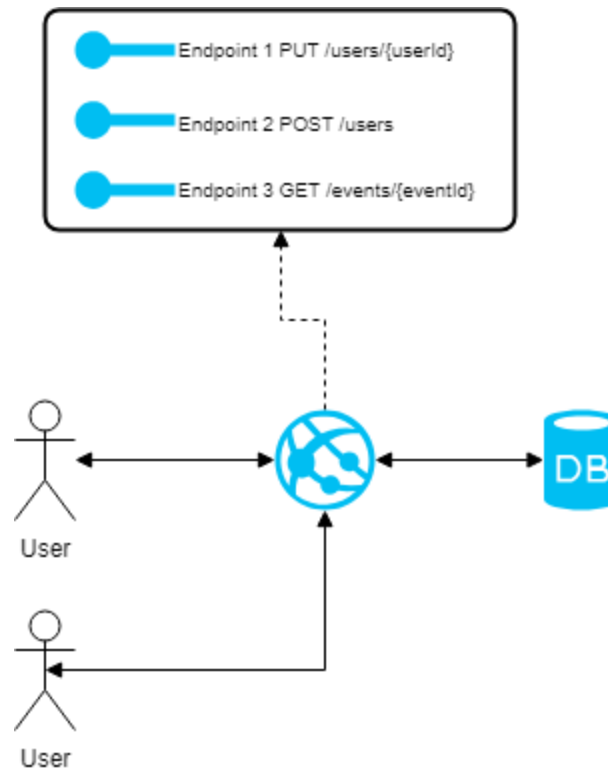 Endpoint 1 PUT /users/{userId}
Endpoint 2 POST /users
Endpoint 3 GET /events/{eventId}
User
DB
User